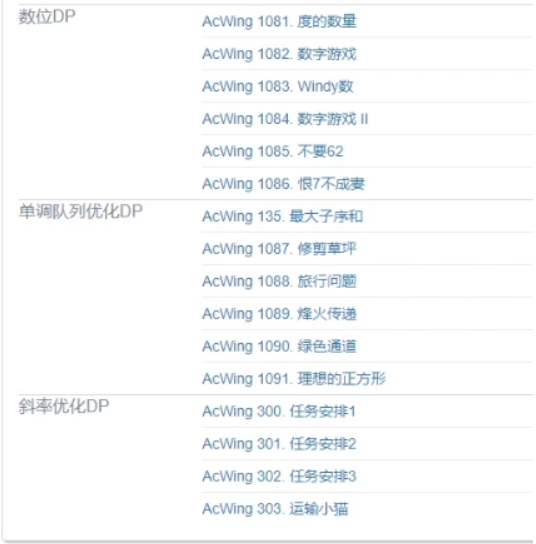 数位DP
AcWing 1081. 度的数量
AcWing 1082. 数字游戏
AcWing 1083. Windy数
AcWing 1084. 数字游戏 II
AcWing 1085. 不要62
AcWing 1086. 恨7不成妻
单调队列优化DP
AcWing 135. 最大子序和
AcWing 1087. 修剪草坪
AcWing 1088. 旅行问题
AcWing 1089. 烽火传递
AcWing 1090. 绿色通道
AcWing 1091. 理想的正方形
斜率优化DP
AcWing 300. 任务安排1
AcWing 301. 任务安排2
AcWing 302. 任务安排3
AcWing 303. 运输小猫